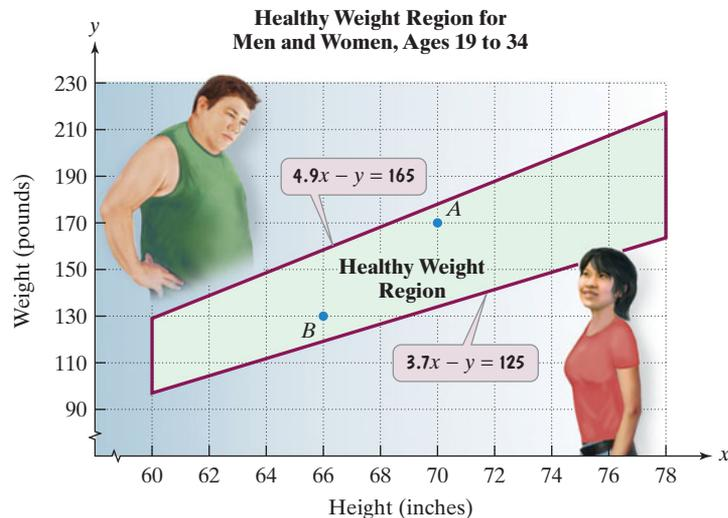 Healthy Weight Region for
Men and Women, Ages 19 to 34
y
230
210
190
170
150
130
110
90
Weight (pounds)
4.9x − y = 165
A
Healthy Weight
Region
B
3.7x − y = 125
60 62 64 66 68 70 72 74 76 78
x
Height (inches)